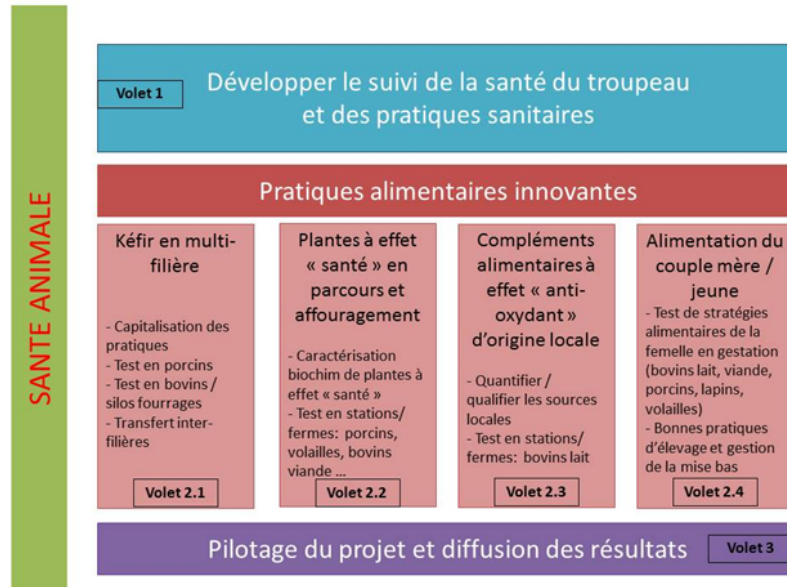 SANTE ANIMALE
Volet 1
Développer le suivi de la santé du troupeau
et des pratiques sanitaires
Pratiques alimentaires innovantes
Kéfir en multi-
filière
- Capitalisation des
pratiques
- Test en porcins
- Test en bovins /
silos fourrages
- Transfert inter-
filières
Volet 2.1
Plantes à effet
« santé » en
parcours et
affouragement
- Caractérisation
biochim de plantes à
effet « santé »
- Test en stations/
fermes: porcins,
volailles, bovins
viande ...
Volet 2.2
Compléments
alimentaires à
effet « anti-
oxydant »
d’origine locale
- Quantifier /
qualifier les sources
locales
- Test en stations/
fermes: bovins lait
Volet 2.3
Alimentation du
couple mère /
jeune
- Test de stratégies
alimentaires de la
femelle en gestation
(bovins lait, viande,
porcins, lapins,
volailles)
- Bonnes pratiques
d’élevage et gestion
de la mise bas
Volet 2.4
Pilotage du projet et diffusion des résultats
Volet 3